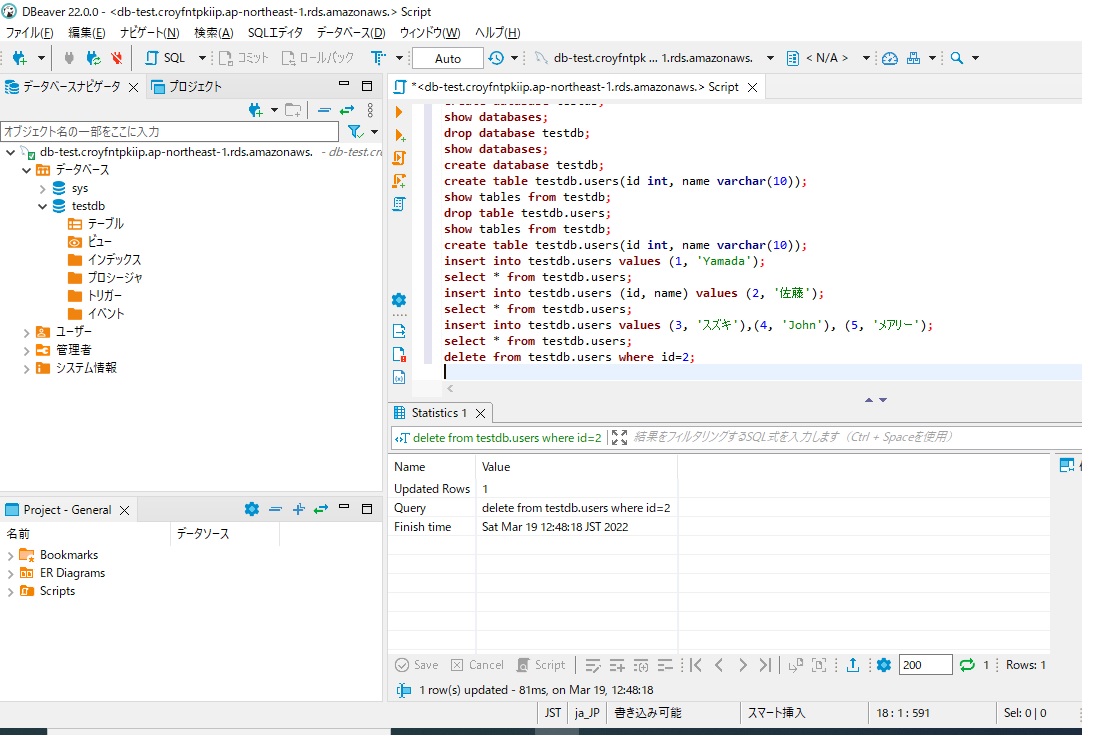 DBeaver 22.0.0 - <db-test.croyfntpkiip.ap-northeast-1.rds.amazonaws.> Script
ファイル(F) 編集(E) ナビゲート(N) 検索(A) SQLエディタ データベース(D) ウィンドウ(W) ヘルプ(H)
SQL コミット ロールバック Auto db-test.croyfntpk ... 1.rds.amazonaws. < N/A >
データベースナビゲータ プロジェクト
オブジェクト名の一部をここに入力
db-test.croyfntpkiip.ap-northeast-1.rds.amazonaws. - db-test.cro
データベース
sys
testdb
テーブル
ビュー
インデックス
プロシージャ
トリガー
イベント
ユーザー
管理者
システム情報
Project - General
名前 データソース
Bookmarks
ER Diagrams
Scripts
*<db-test.croyfntpkiip.ap-northeast-1.rds.amazonaws.> Script
create database testdb;
show databases;
drop database testdb;
show databases;
create database testdb;
create table testdb.users(id int, name varchar(10));
show tables from testdb;
drop table testdb.users;
show tables from testdb;
create table testdb.users(id int, name varchar(10));
insert into testdb.users values (1, 'Yamada');
select * from testdb.users;
insert into testdb.users (id, name) values (2, '佐藤');
select * from testdb.users;
insert into testdb.users values (3, 'スズキ'),(4, 'John'), (5, 'メアリー');
select * from testdb.users;
delete from testdb.users where id=2;
Statistics 1
delete from testdb.users where id=2 結果をフィルタリングするSQL式を入力します (Ctrl + Spaceを使用)
Name Value
Updated Rows 1
Query delete from testdb.users where id=2
Finish time Sat Mar 19 12:48:18 JST 2022
Save Cancel Script 200 1 Rows: 1
1 row(s) updated - 81ms, on Mar 19, 12:48:18
JST ja_JP 書き込み可能 スマート挿入 18 : 1 : 591 Sel: 0 | 0